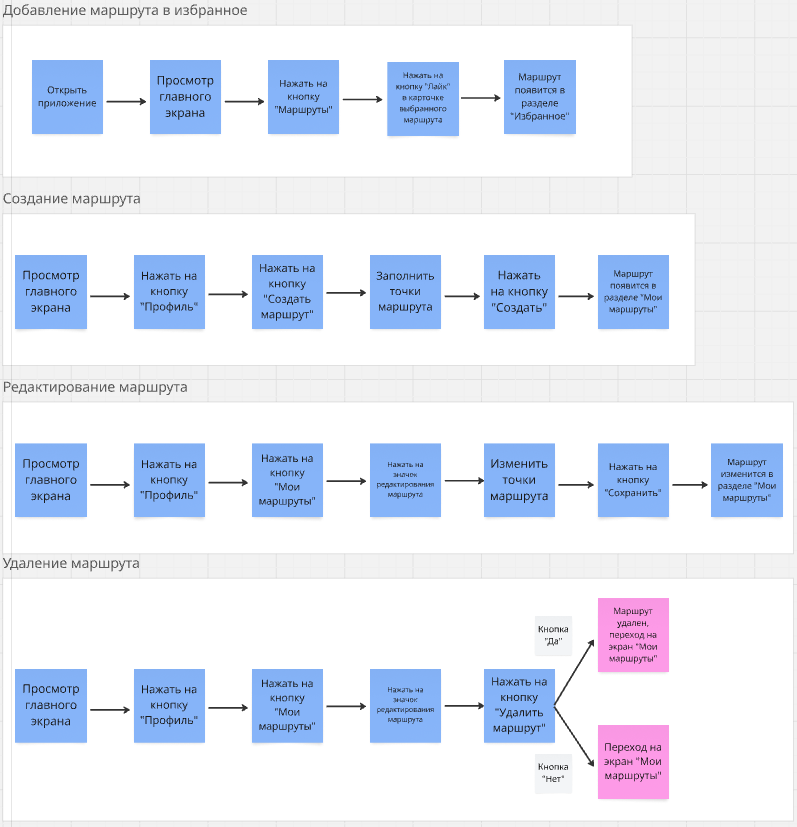 Добавление маршрута в избранное
Открыть
приложение
Просмотр
главного
экрана
Нажать на
кнопку
"Маршруты"
Нажать на
кнопку "Лайк"
в карточке
выбранного
маршрута
Маршрут
появится в
разделе
"Избранное"
Создание маршрута
Просмотр
главного
экрана
Нажать на
кнопку
"Профиль"
Нажать на
кнопку
"Создать
маршрут"
Заполнить
точки
маршрута
Нажать
на кнопку
"Создать"
Маршрут
появится в
разделе "Мои
маршруты"
Редактирование маршрута
Просмотр
главного
экрана
Нажать на
кнопку
"Профиль"
Нажать на
кнопку
"Мои
маршруты"
Нажать на
значок
редактирования
маршрута
Изменить
точки
маршрута
Нажать на
кнопку
"Сохранить"
Маршрут
изменится в
разделе "Мои
маршруты"
Удаление маршрута
Просмотр
главного
экрана
Нажать на
кнопку
"Профиль"
Нажать на
кнопку
"Мои
маршруты"
Нажать на
значок
редактирования
маршрута
Нажать на
кнопку
"Удалить
маршрут"
Кнопка
"Да"
Маршрут
удален,
переход на
экран "Мои
маршруты"
Кнопка
"Нет"
Переход на
экран "Мои
маршруты"